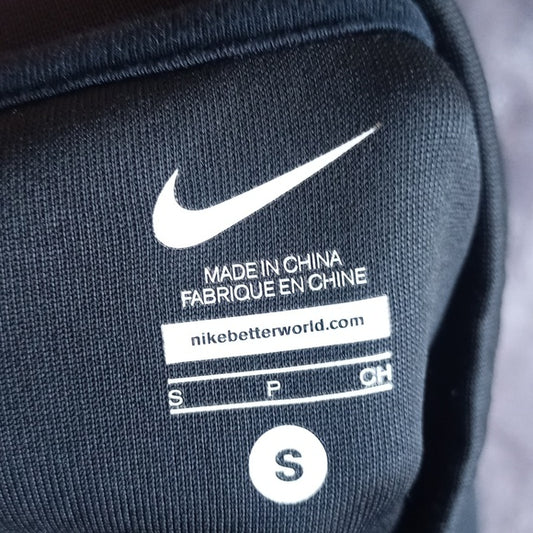 MADE IN CHINA
FABRIQUE EN CHINE
nikebetterworld.com
S P CH
S